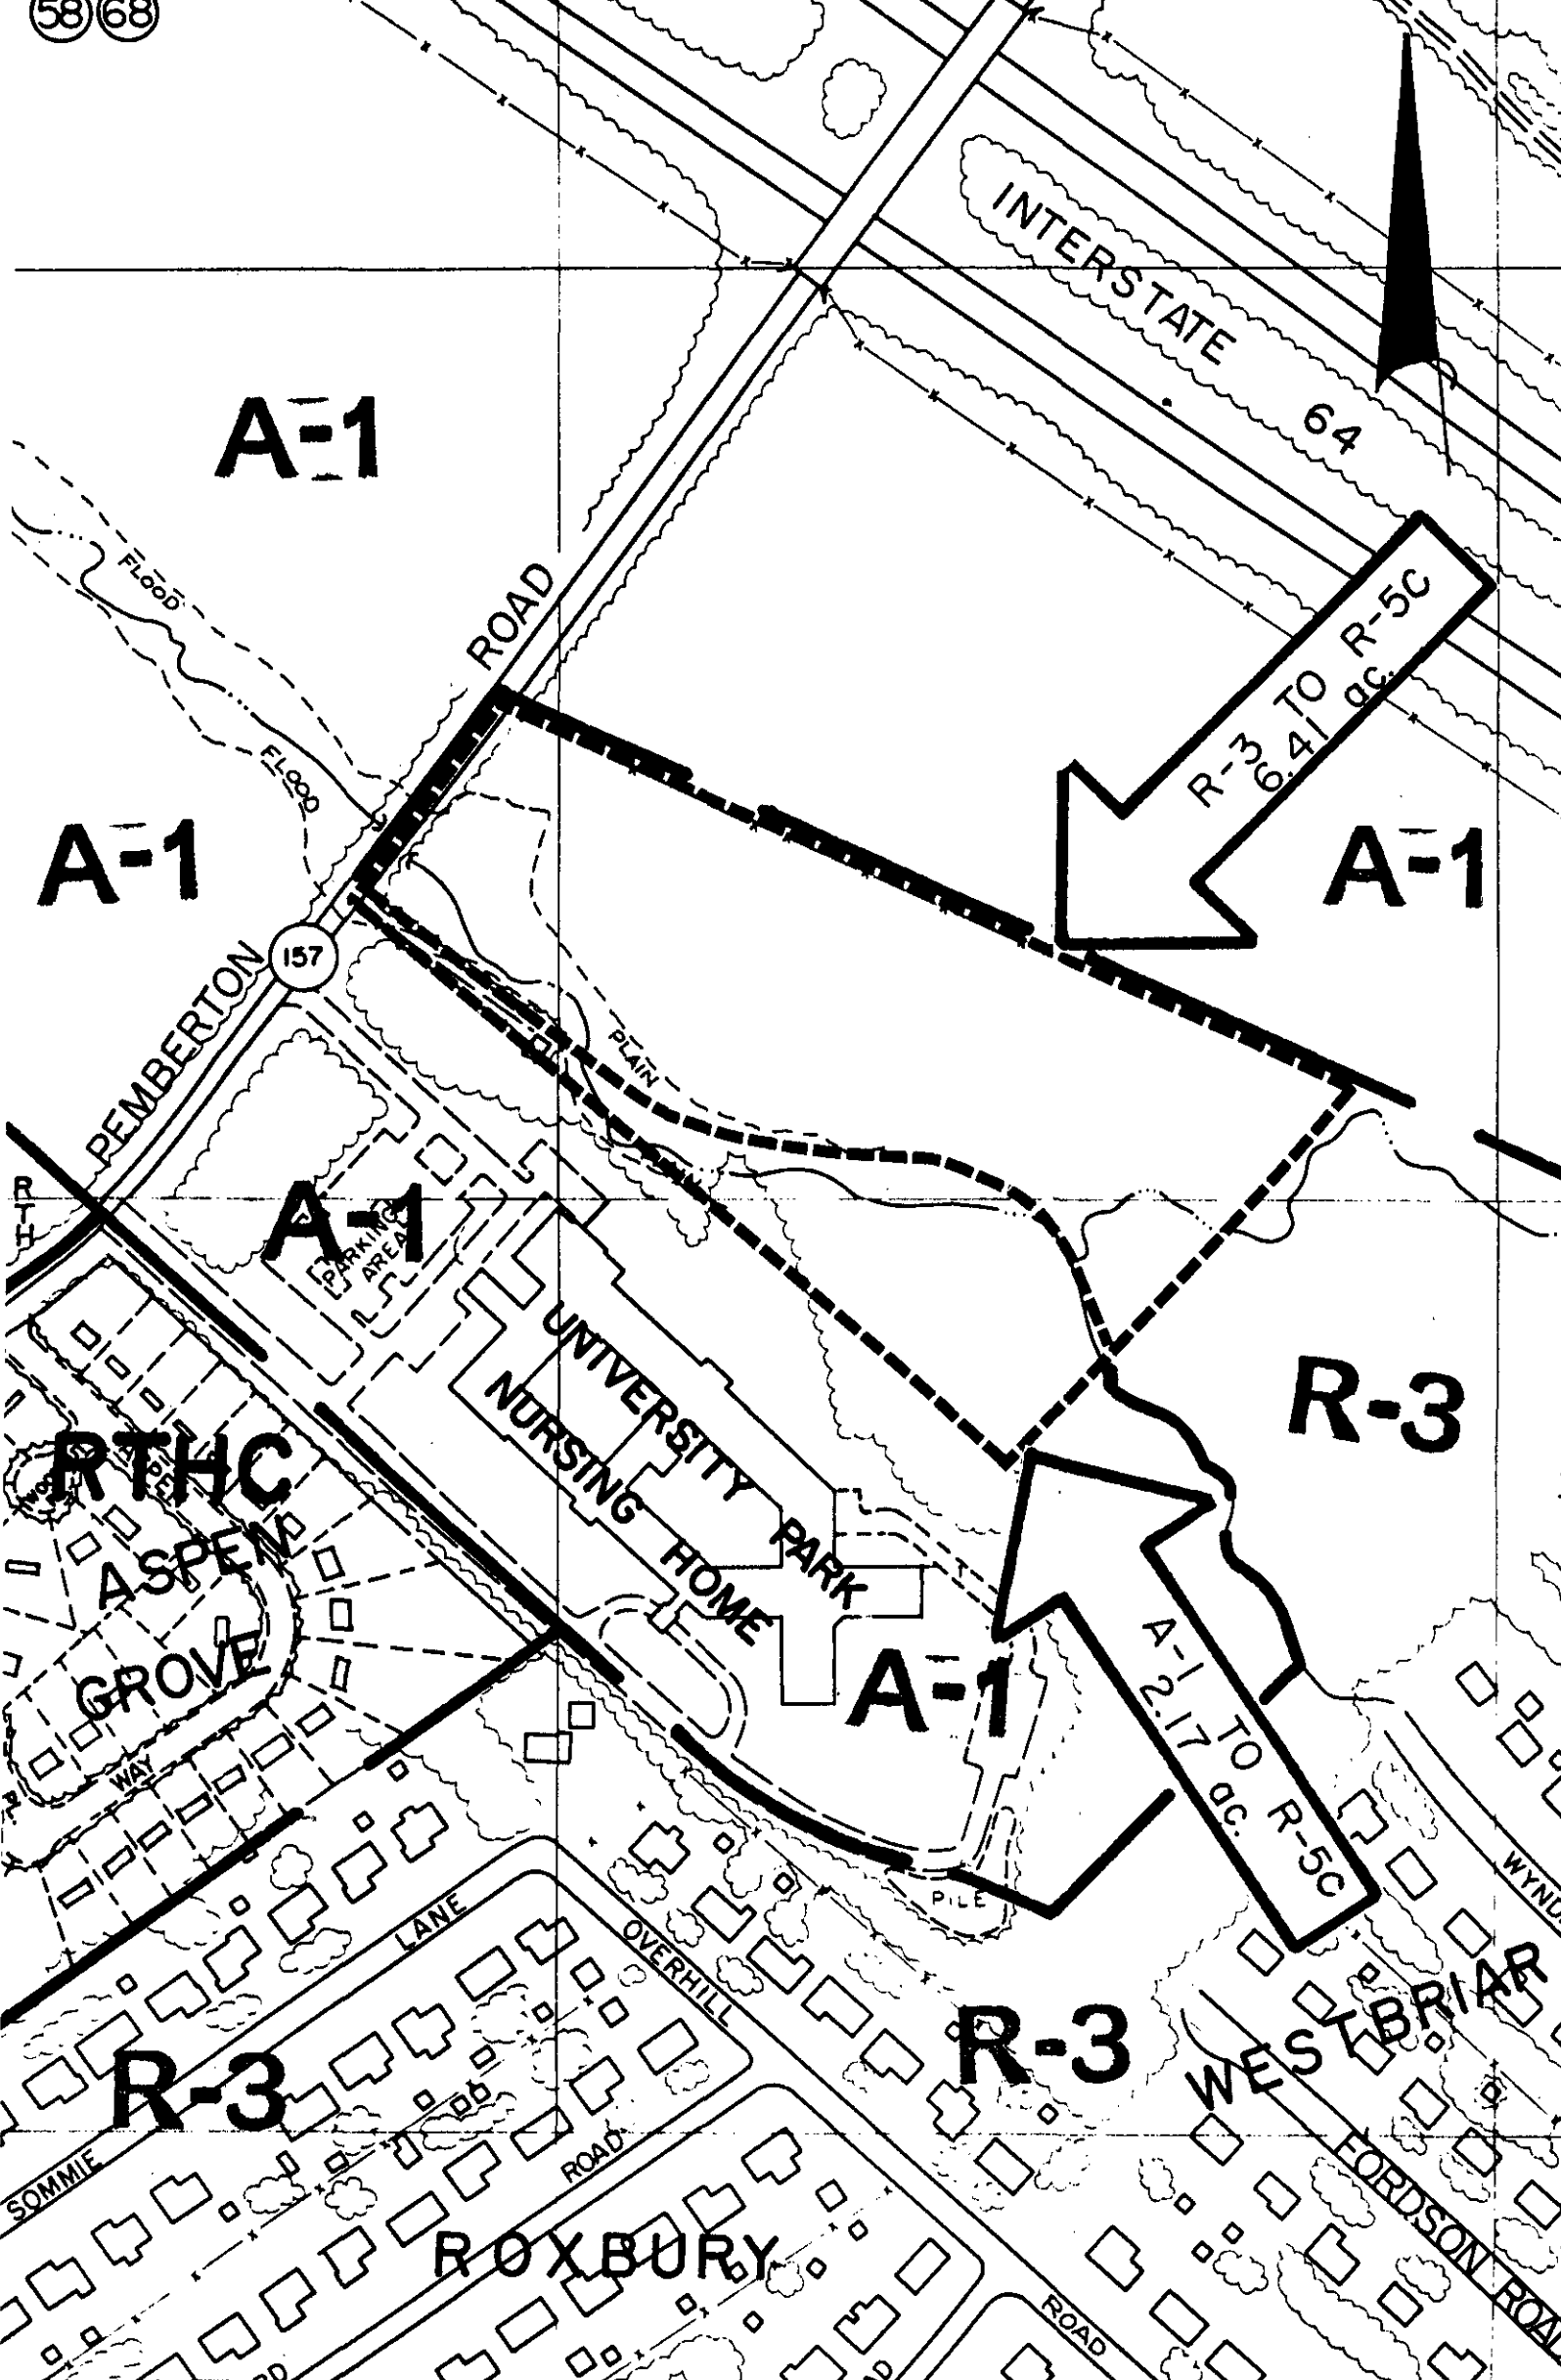 58 68
INTERSTATE 64
A-1
FLOOD
ROAD
R-3 TO R-5C
6.41 ac.
FLOOD
A-1
A-1
157
PEMBERTON
PLAIN
RTH
A-1
PARKING
AREA
UNIVERSITY PARK
NURSING HOME
R-3
RTHC
ASPEN
GROVE
WAY
A-1
A-1 TO R-5C
2.17 ac.
PILE
LANE
OVERHILL
WESTBRIAR
R-3
R-3
SOMMIE
ROAD
FORDSON ROAD
ROXBURY
ROAD